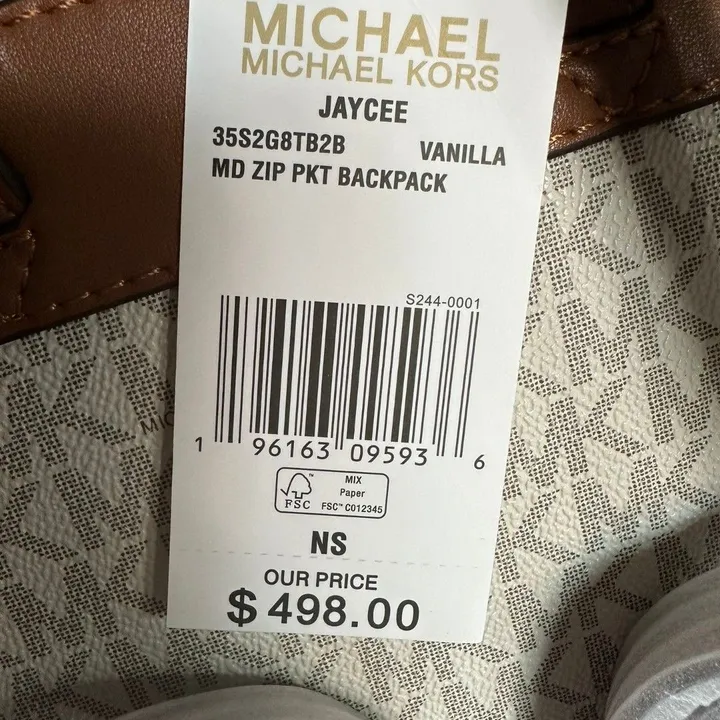 MICHAEL
MICHAEL KORS
JAYCEE
35S2G8TB2B VANILLA
MD ZIP PKT BACKPACK
S244-0001
1 96163 09593 6
FSC™
MIX
Paper
FSC™ C012345
NS
OUR PRICE
$498.00